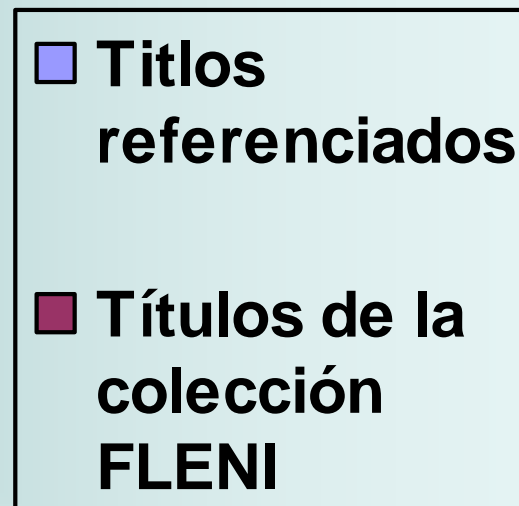 Titlos
referenciados
Títulos de la
colección
FLENI